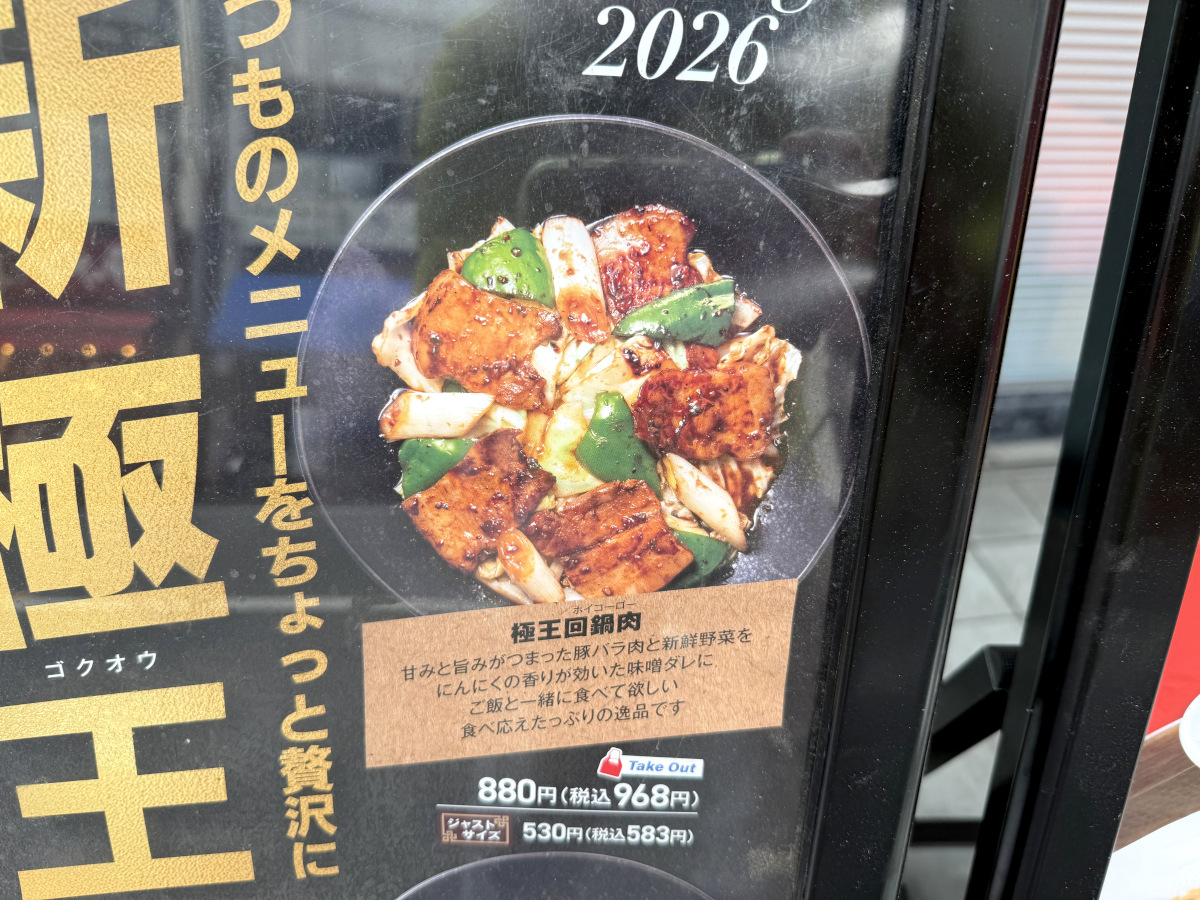 2026
新極王
ゴクオウ
つものメニューをちょっと贅沢に
ホイコーロー
極王回鍋肉
甘みと旨みがつまった豚バラ肉と新鮮野菜を
にんにくの香りが効いた味噌ダレに
ご飯と一緒に食べて欲しい
食べ応えたっぷりの逸品です
Take Out
880円(税込968円)
ジャスト
サイズ
530円(税込583円)